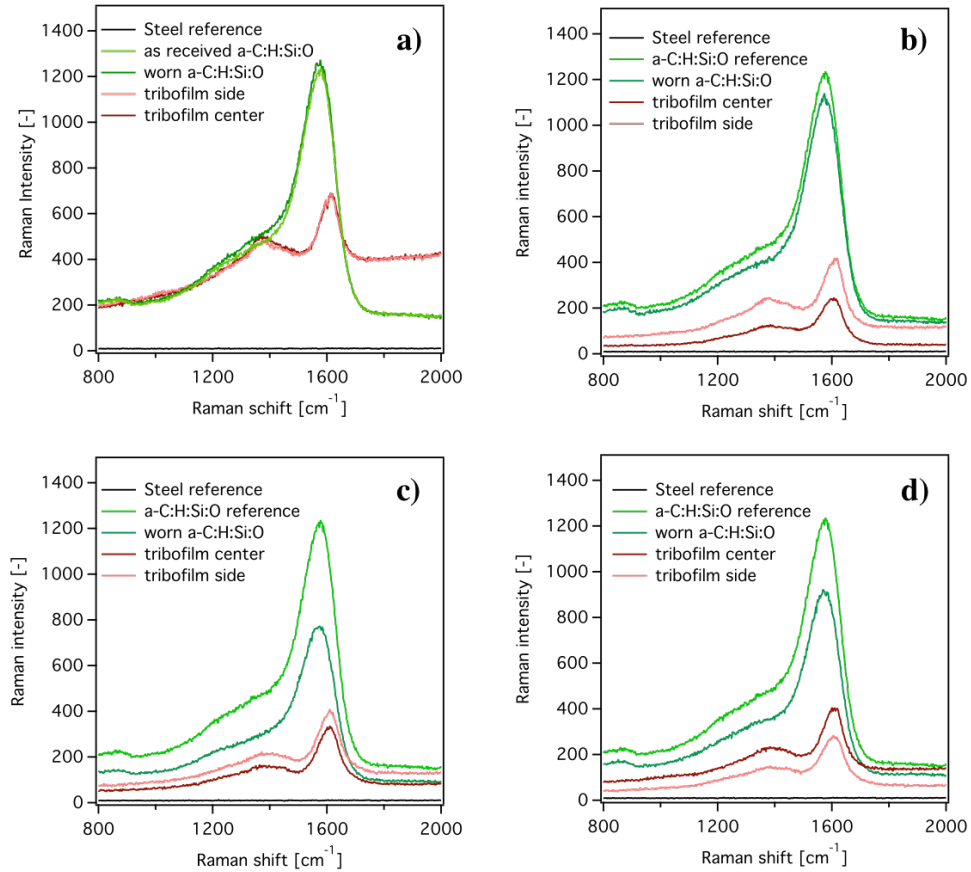 a)
Steel reference
as received a-C:H:Si:O
worn a-C:H:Si:O
tribofilm side
tribofilm center
Raman Intensity [-]
1400
1200
1000
800
600
400
200
0
800 1200 1600 2000
Raman schift [cm-1]
b)
Steel reference
a-C:H:Si:O reference
worn a-C:H:Si:O
tribofilm center
tribofilm side
Raman intensity [-]
1400
1200
1000
800
600
400
200
0
800 1200 1600 2000
Raman shift [cm-1]
c)
Steel reference
a-C:H:Si:O reference
worn a-C:H:Si:O
tribofilm center
tribofilm side
Raman intensity [-]
1400
1200
1000
800
600
400
200
0
800 1200 1600 2000
Raman shift [cm-1]
d)
Steel reference
a-C:H:Si:O reference
worn a-C:H:Si:O
tribofilm center
tribofilm side
Raman intensity [-]
1400
1200
1000
800
600
400
200
0
800 1200 1600 2000
Raman shift [cm-1]